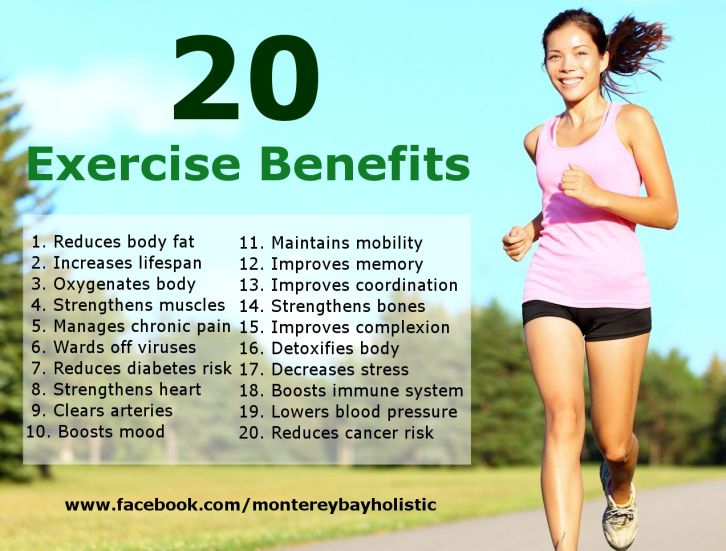 20
Exercise Benefits
1. Reduces body fat
2. Increases lifespan
3. Oxygenates body
4. Strengthens muscles
5. Manages chronic pain
6. Wards off viruses
7. Reduces diabetes risk
8. Strengthens heart
9. Clears arteries
10. Boosts mood
11. Maintains mobility
12. Improves memory
13. Improves coordination
14. Strengthens bones
15. Improves complexion
16. Detoxifies body
17. Decreases stress
18. Boosts immune system
19. Lowers blood pressure
20. Reduces cancer risk
www.facebook.com/montereybayholistic